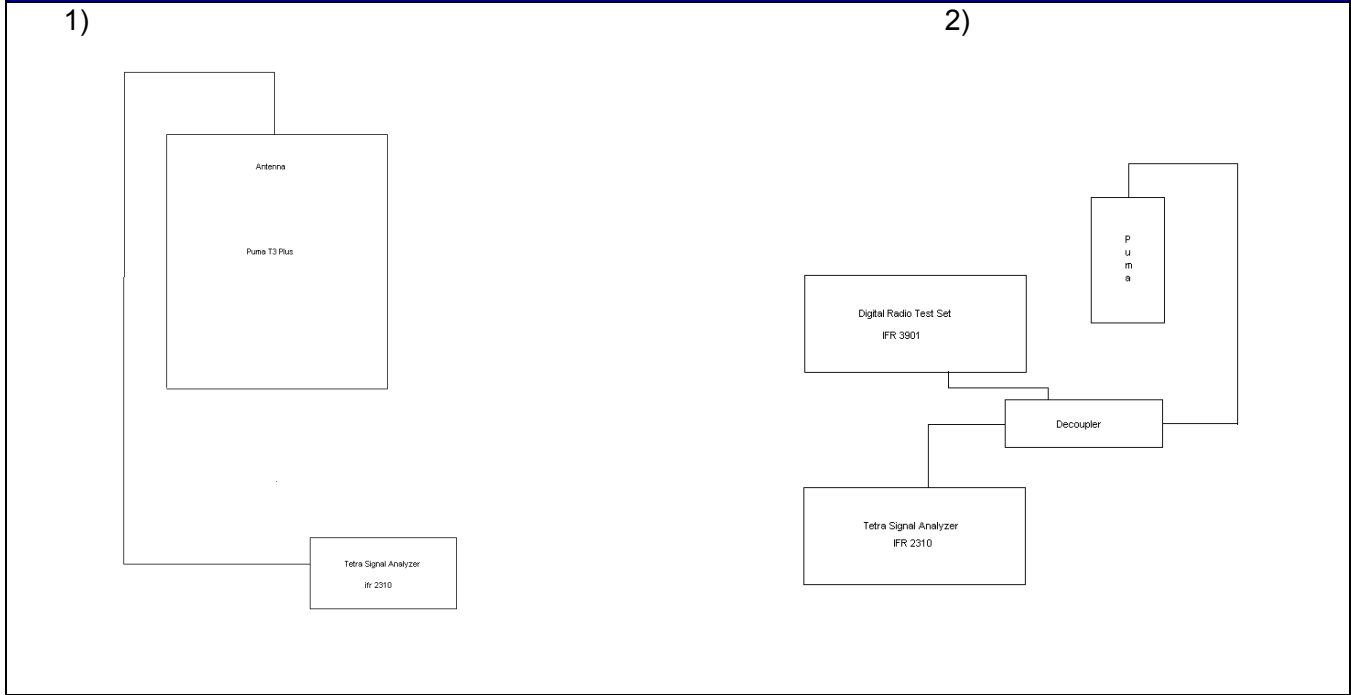 1)
2)
Antenna
Puma T3 Plus
Tetra Signal Analyzer
ifr 2310
P
u
m
a
Digital Radio Test Set
IFR 3901
Decoupler
Tetra Signal Analyzer
IFR 2310